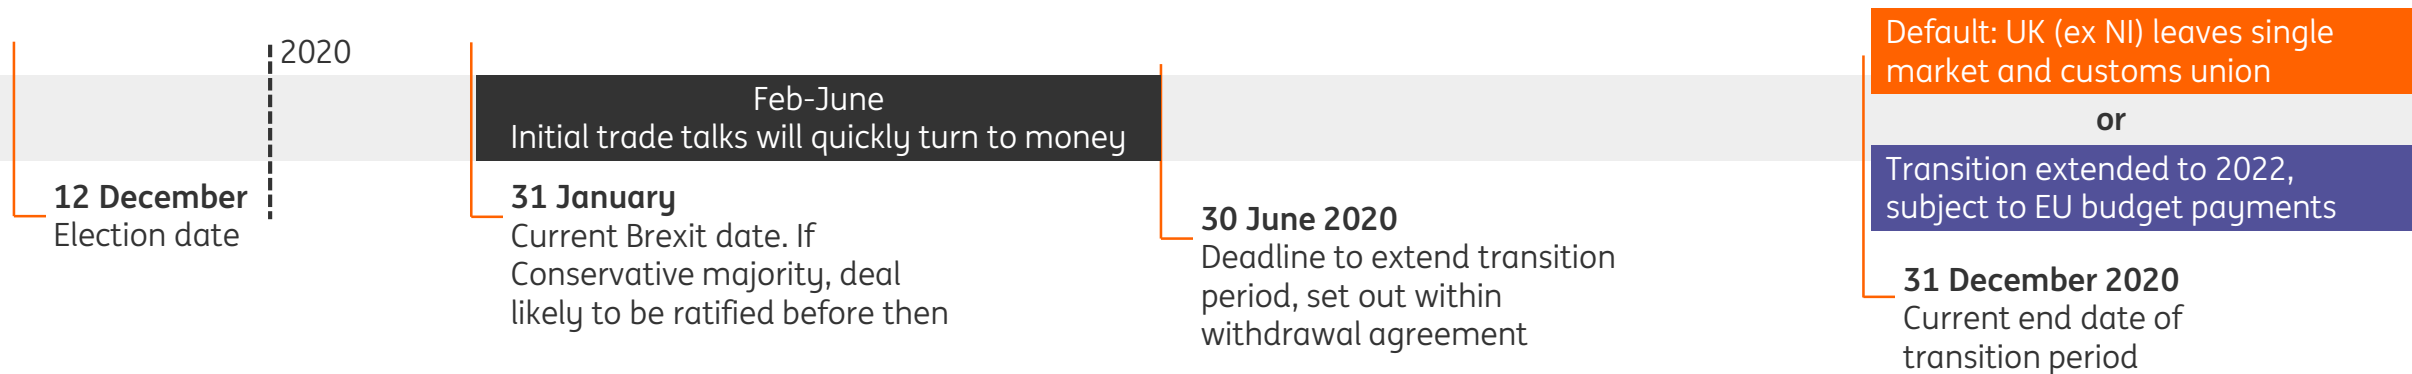 2020
Feb-June
Initial trade talks will quickly turn to money
Default: UK (ex NI) leaves single
market and customs union
or
Transition extended to 2022,
subject to EU budget payments
12 December
Election date
31 January
Current Brexit date. If
Conservative majority, deal
likely to be ratified before then
30 June 2020
Deadline to extend transition
period, set out within
withdrawal agreement
31 December 2020
Current end date of
transition period